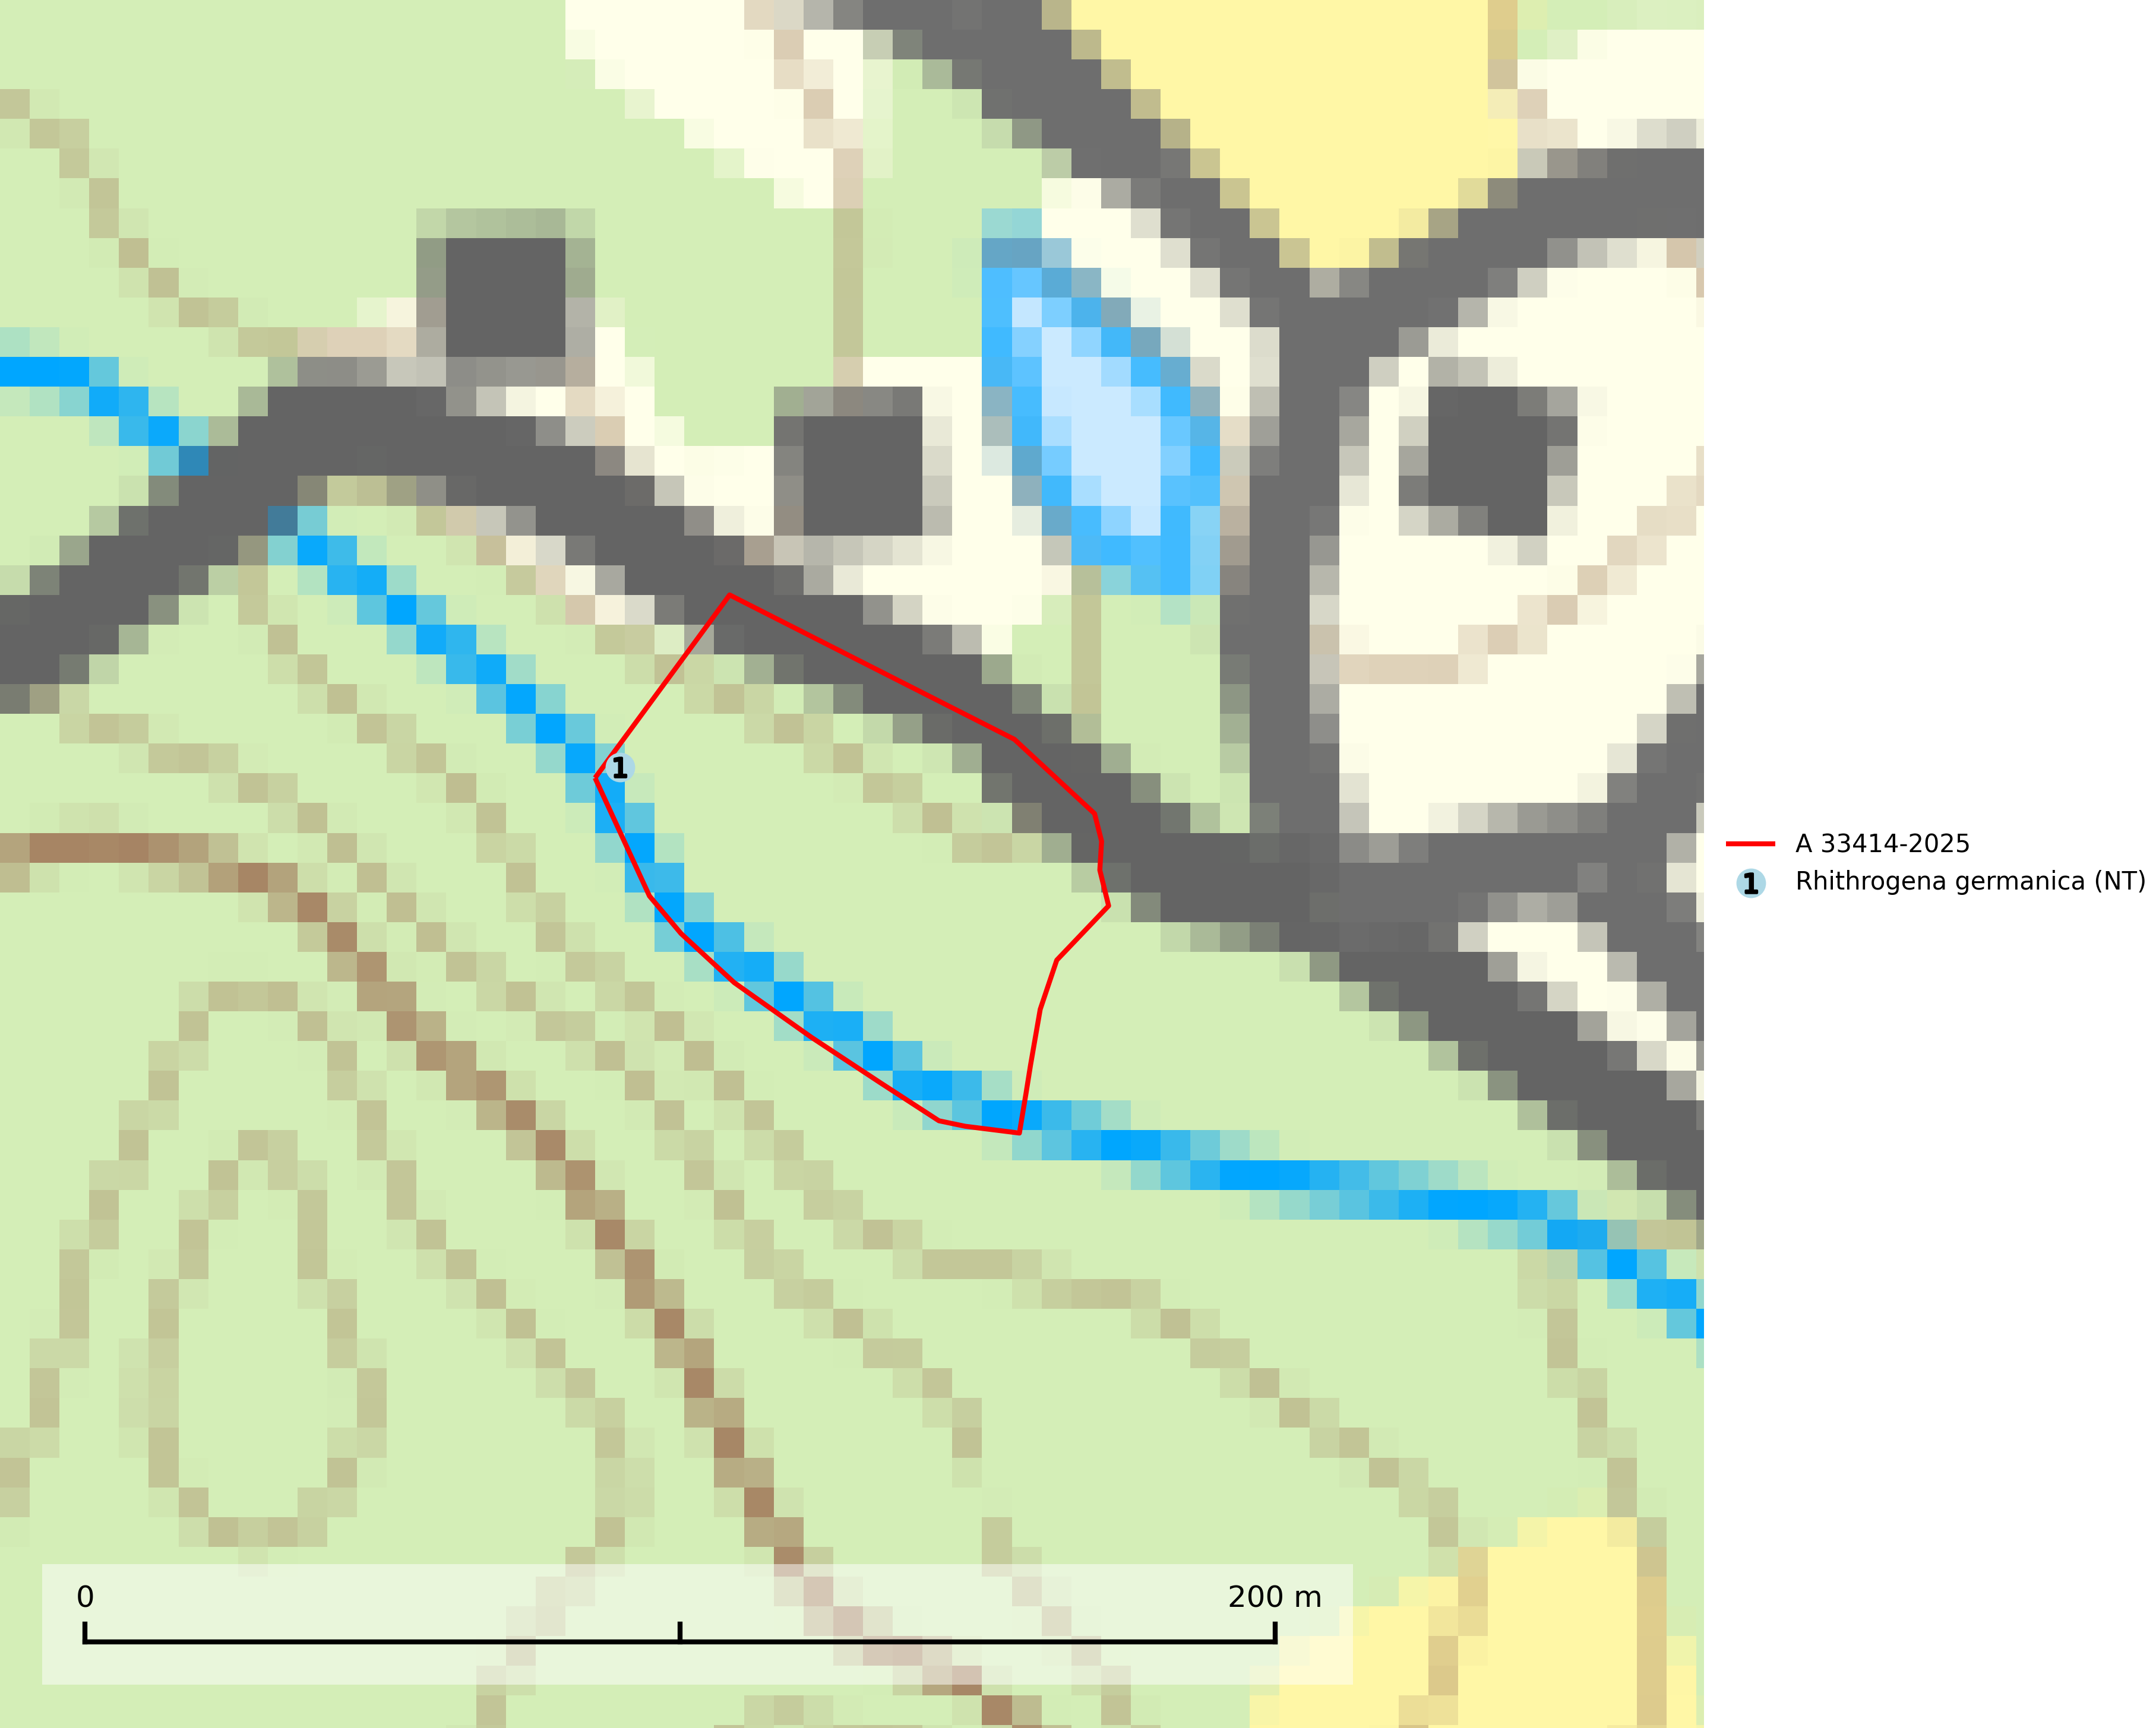 1
A 33414-2025
1 Rhithrogena germanica (NT)
0 200 m